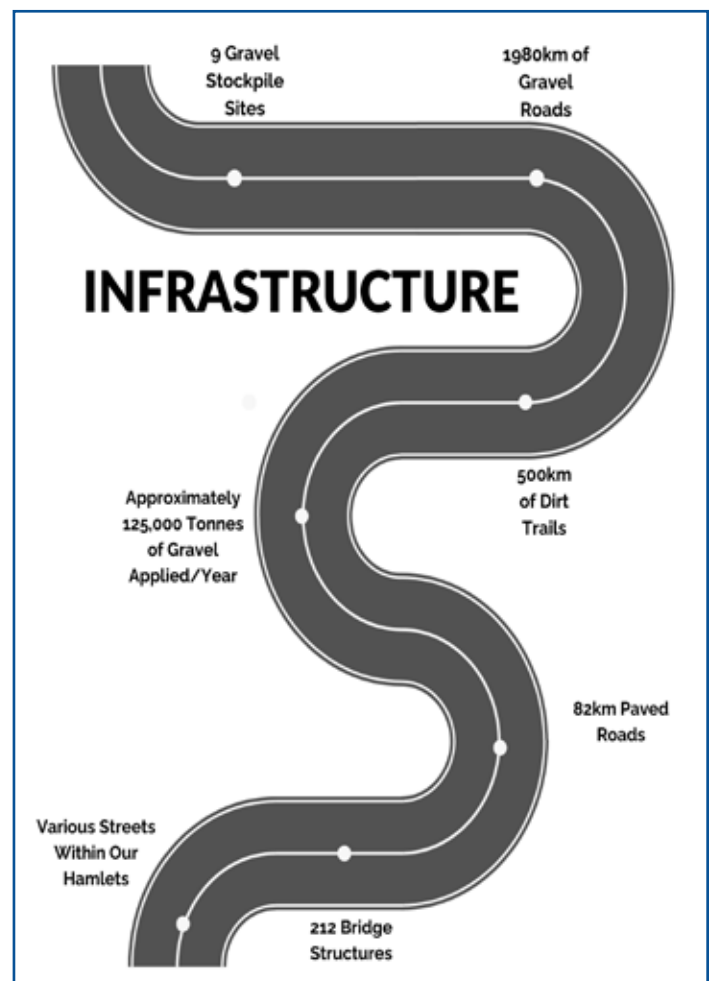 9 Gravel
Stockpile
Sites
1980km of
Gravel
Roads
INFRASTRUCTURE
500km
of Dirt
Trails
Approximately
125,000 Tonnes
of Gravel
Applied/Year
82km Paved
Roads
Various Streets
Within Our
Hamlets
212 Bridge
Structures